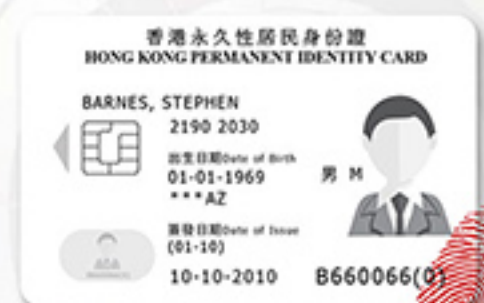 香港永久性居民身份證
HONG KONG PERMANENT IDENTITY CARD
BARNES, STEPHEN
2190 2030
出生日期Date of Birth
01-01-1969
男 M
***AZ
簽發日期Date of Issue
(01-10)
10-10-2010
B660066(0)